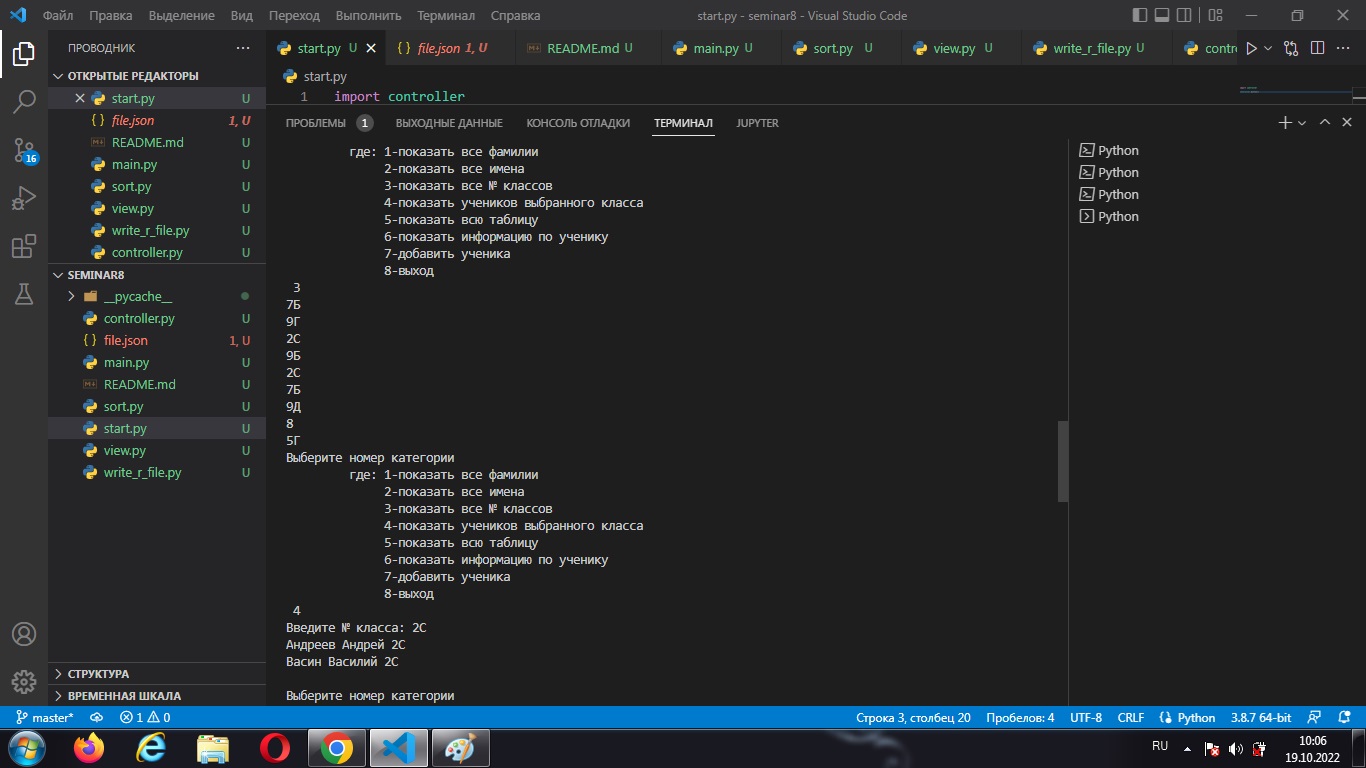 Файл Правка Выделение Вид Переход Выполнить Терминал Справка start.py - seminar8 - Visual Studio Code
ПРОВОДНИК ···
start.py U
file.json 1, U
README.md U
main.py U
sort.py U
view.py U
write_r_file.py U
contro
ОТКРЫТЫЕ РЕДАКТОРЫ
start.py U
file.json 1, U
README.md U
main.py U
sort.py U
view.py U
write_r_file.py U
controller.py U
SEMINAR8
__pycache__
controller.py U
file.json 1, U
main.py U
README.md U
sort.py U
start.py U
view.py U
write_r_file.py U
СТРУКТУРА
ВРЕМЕННАЯ ШКАЛА
16
start.py
1 import controller
ПРОБЛЕМЫ 1 ВЫХОДНЫЕ ДАННЫЕ КОНСОЛЬ ОТЛАДКИ ТЕРМИНАЛ JUPYTER
где: 1-показать все фамилии
2-показать все имена
3-показать все № классов
4-показать учеников выбранного класса
5-показать всю таблицу
6-показать информацию по ученику
7-добавить ученика
8-выход
3
7Б
9Г
2С
9Б
2С
7Б
9Д
8
5Г
Выберите номер категории
где: 1-показать все фамилии
2-показать все имена
3-показать все № классов
4-показать учеников выбранного класса
5-показать всю таблицу
6-показать информацию по ученику
7-добавить ученика
8-выход
4
Введите № класса: 2С
Андреев Андрей 2С
Васин Василий 2С
Выберите номер категории
Python
Python
Python
Python
master* 1 0 Строка 3, столбец 20 Пробелов: 4 UTF-8 CRLF Python 3.8.7 64-bit
RU 10:06
19.10.2022